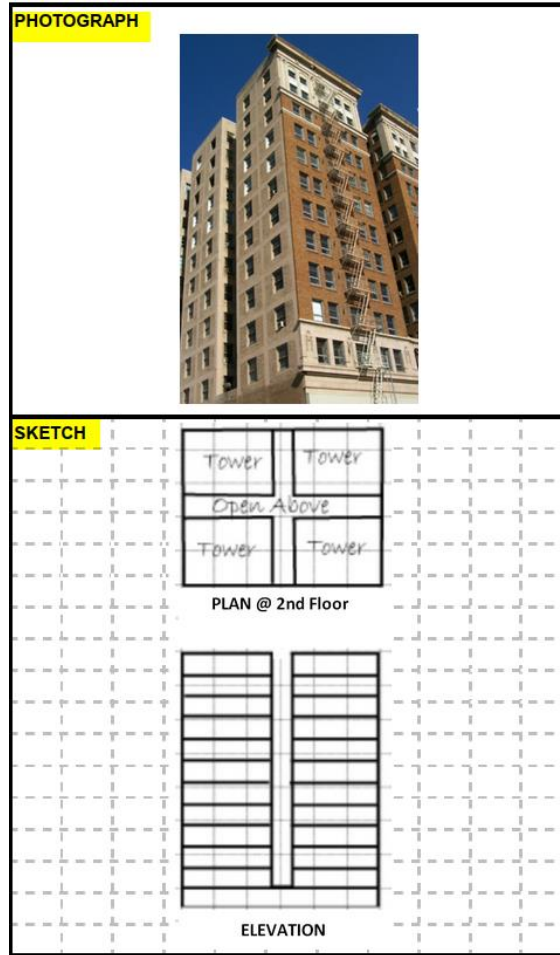 PHOTOGRAPH
SKETCH
Tower Tower
Open Above
Tower Tower
PLAN @ 2nd Floor
ELEVATION